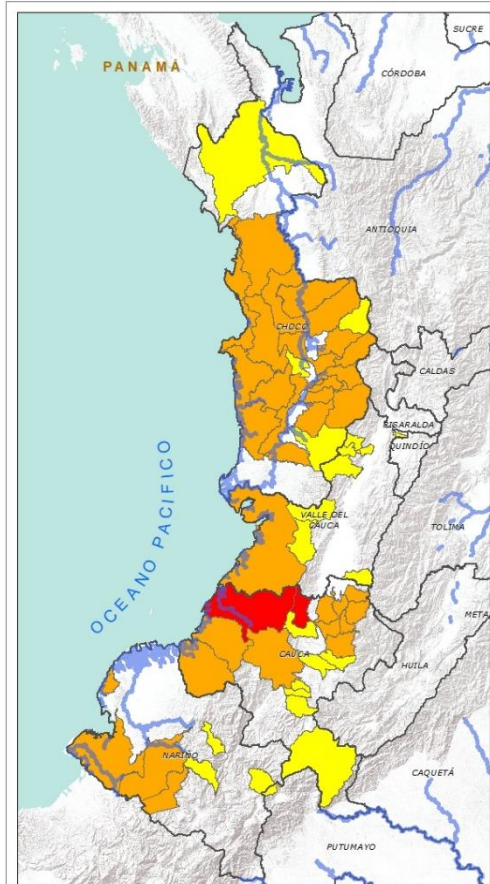 SUCRE
PANAMÁ
CÓRDOBA
ANTIOQUIA
CHOCÓ
CALDAS
RISARALDA
QUINDÍO
OCEANO PACÍFICO
VALLE DEL
CAUCA
TOLIMA
META
CAUCA
HUILA
NARIÑO
CAQUETÁ
PUTUMAYO